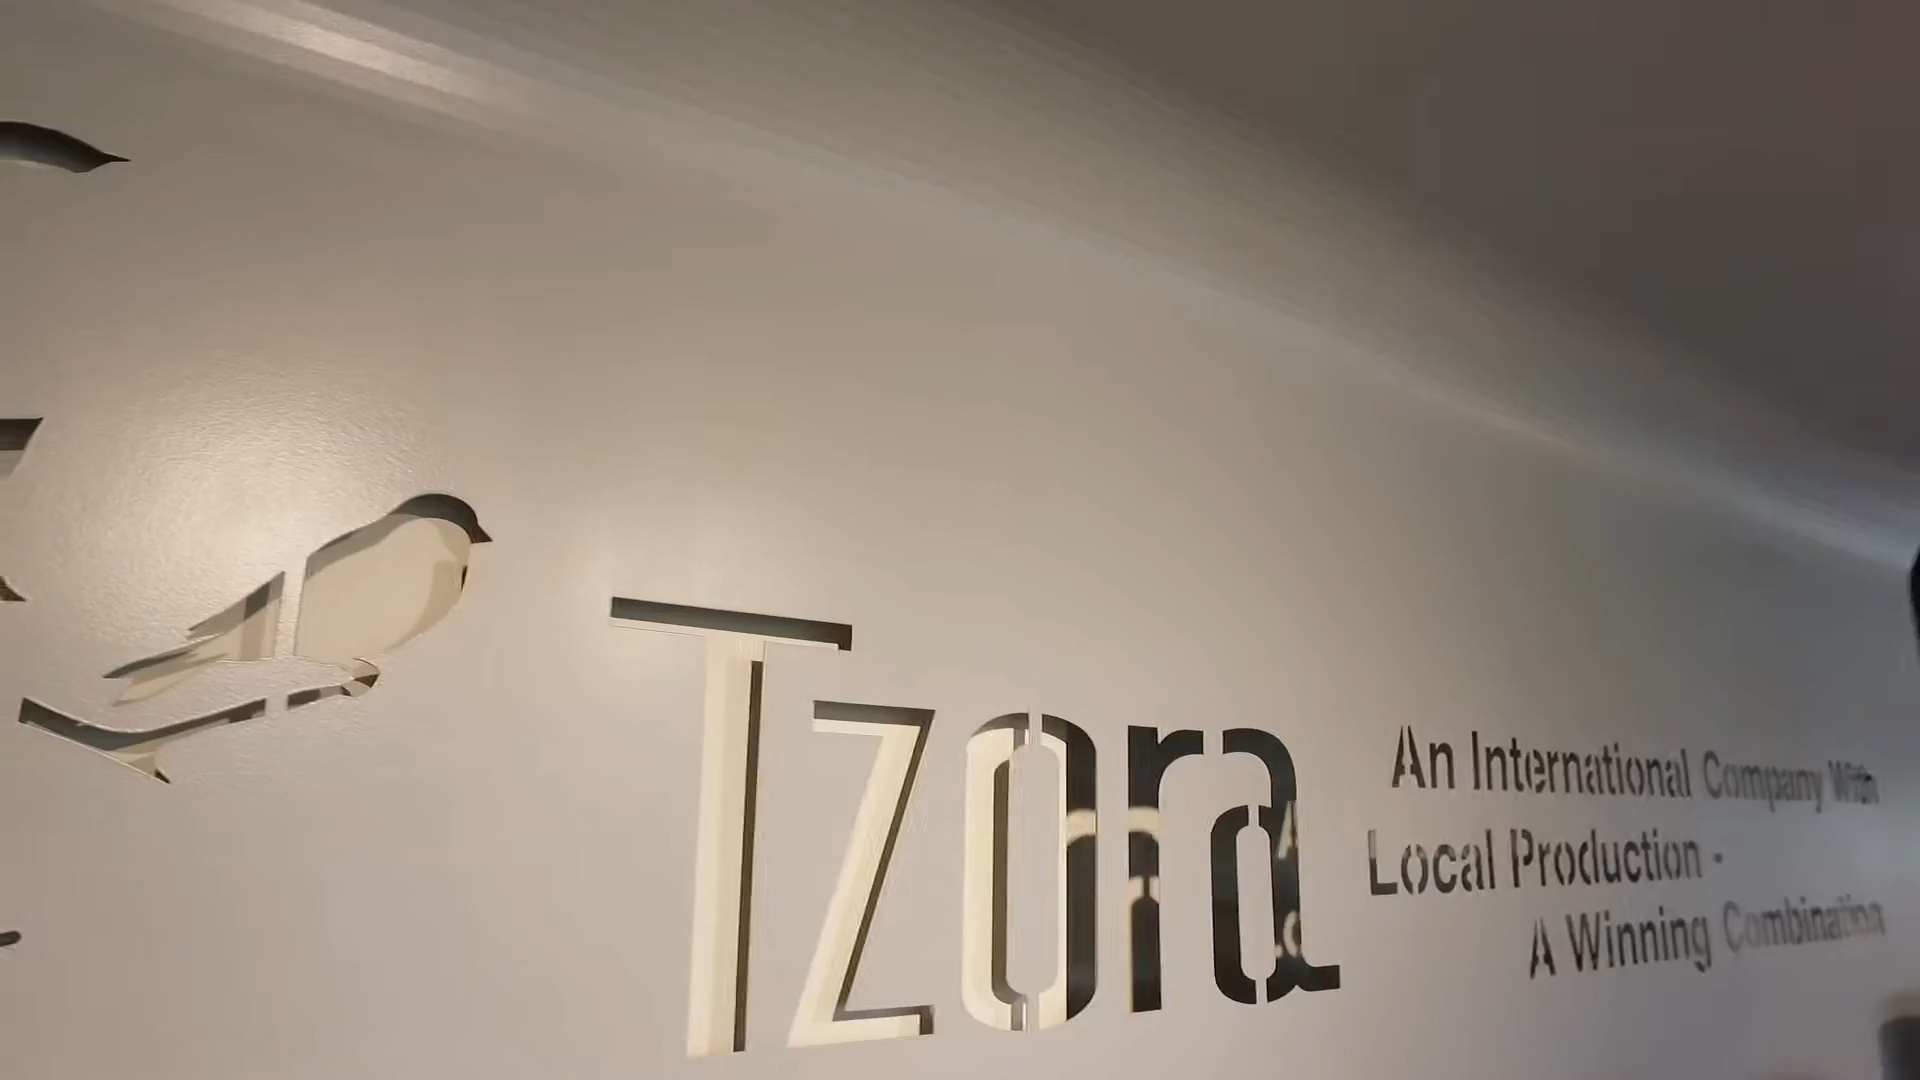 Tzora
An International Company With
Local Production -
A Winning Combination